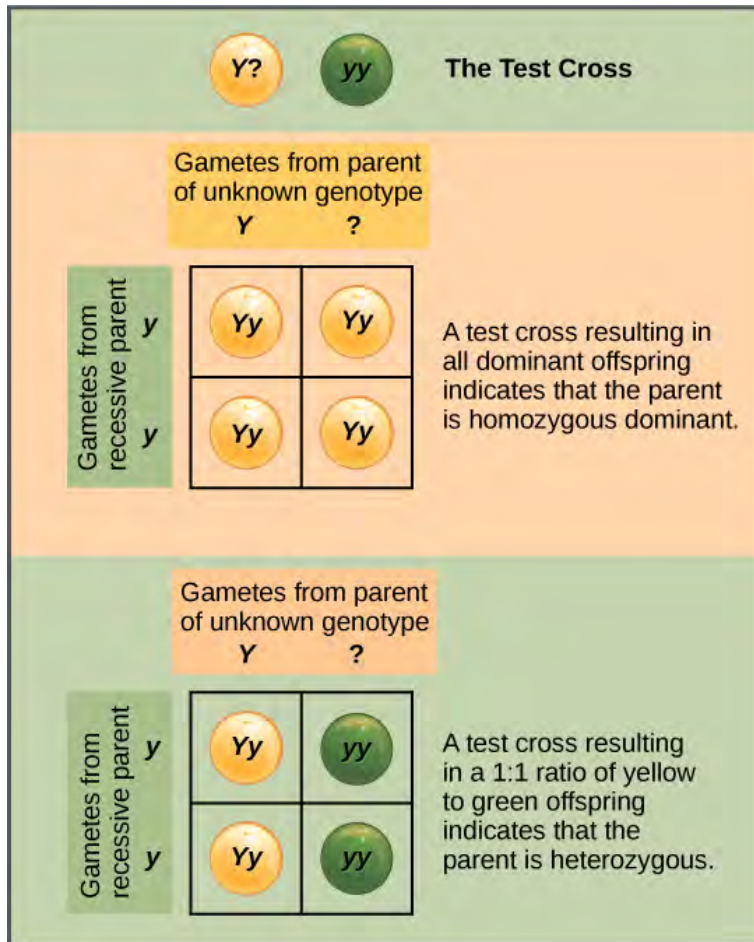 Y? yy The Test Cross
Gametes from parent
of unknown genotype
Y ?
Gametes from
recessive parent
y Yy Yy
y Yy Yy
A test cross resulting in
all dominant offspring
indicates that the parent
is homozygous dominant.
Gametes from parent
of unknown genotype
Y ?
Gametes from
recessive parent
y Yy yy
y Yy yy
A test cross resulting
in a 1:1 ratio of yellow
to green offspring
indicates that the
parent is heterozygous.